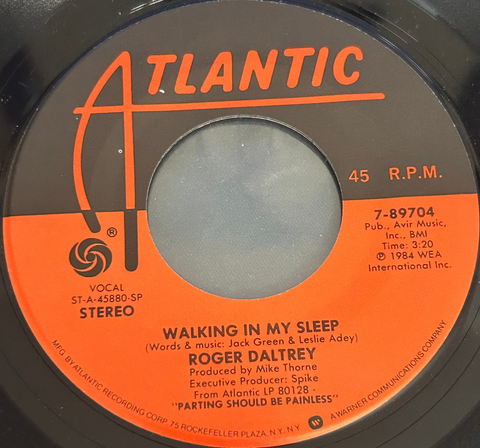 ATLANTIC
45 R.P.M.
®
7-89704
Pub., Avir Music,
Inc., BMI
Time: 3:20
℗ 1984 WEA
International Inc.
VOCAL
ST-A-45880-SP
STEREO
WALKING IN MY SLEEP
(Words & music: Jack Green & Leslie Adey)
ROGER DALTREY
Produced by Mike Thorne
Executive Producer: Spike
From Atlantic LP 80128 -
"PARTING SHOULD BE PAINLESS"
MFG. BY ATLANTIC RECORDING CORP. 75 ROCKEFELLER PLAZA, N.Y. N.Y. W A WARNER COMMUNICATIONS COMPANY